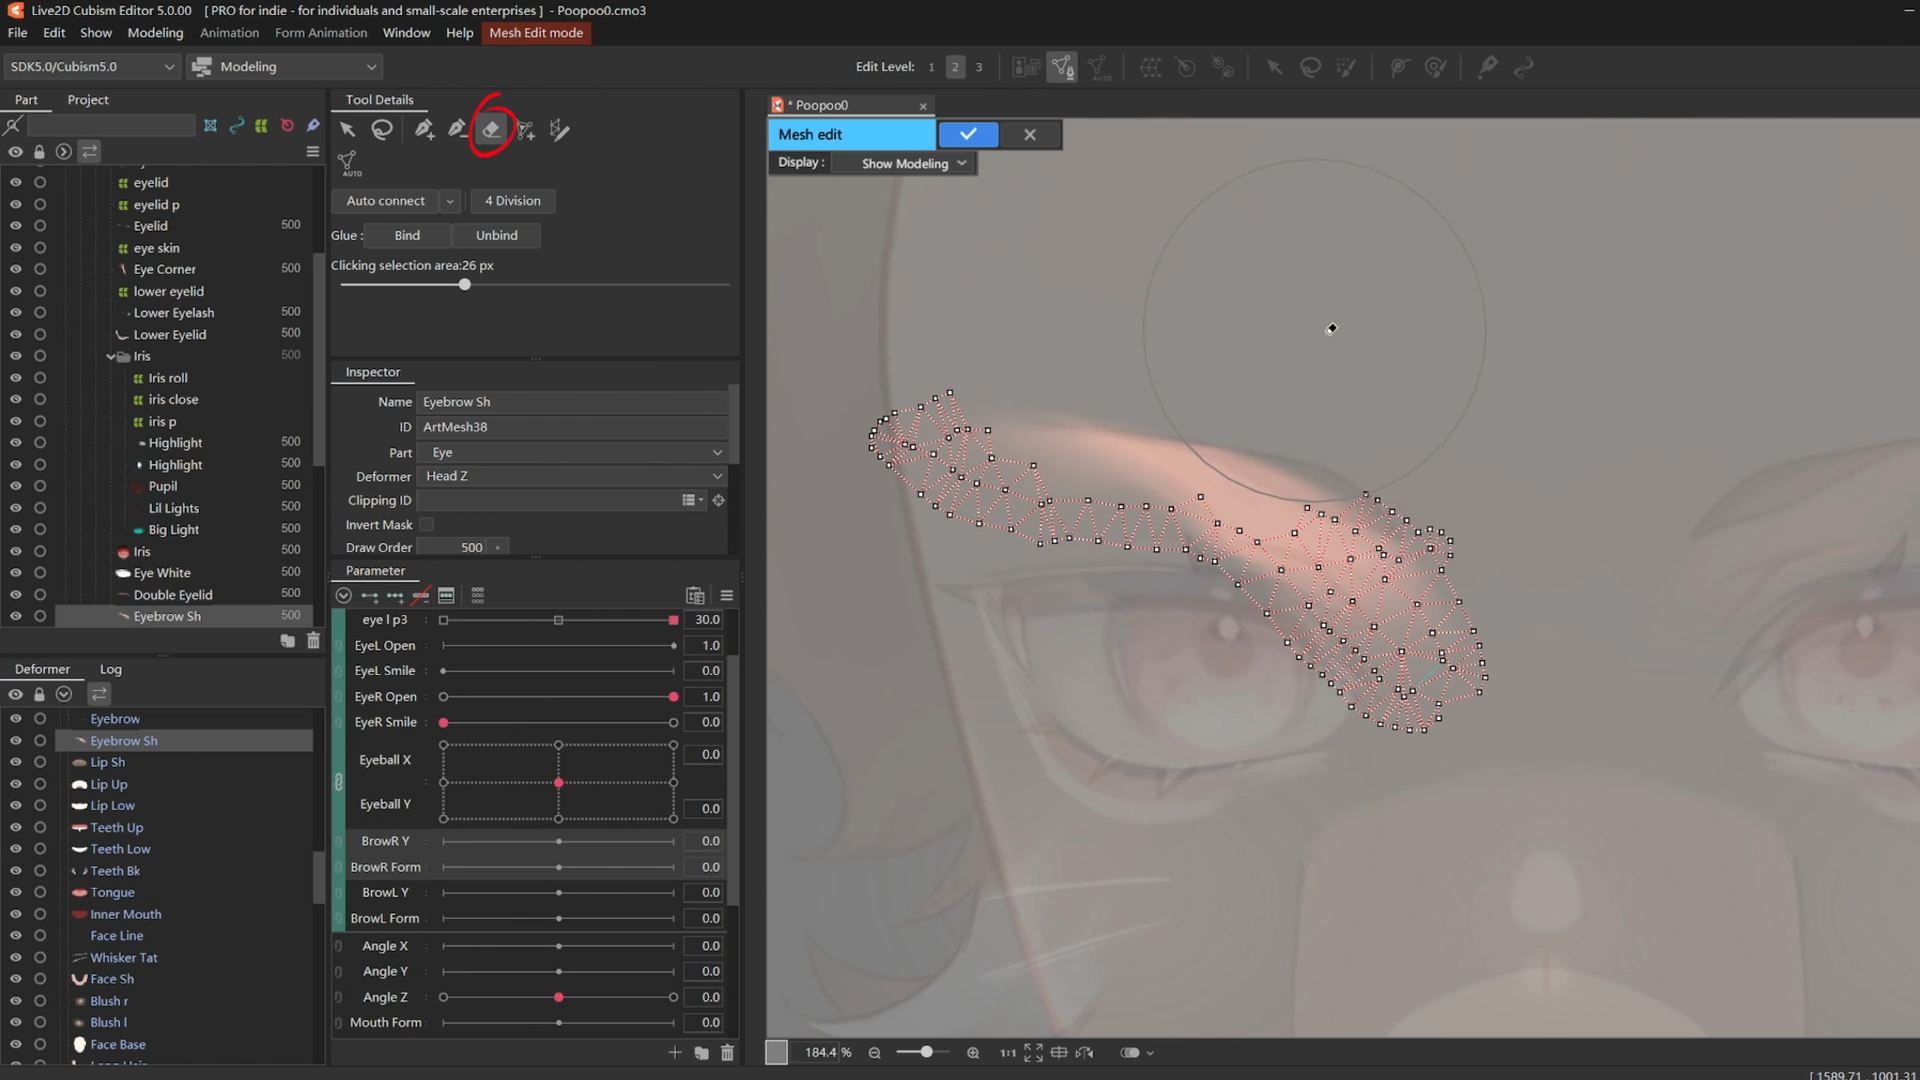 Live2D Cubism Editor 5.0.00 [ PRO for indie - for individuals and small-scale enterprises ] - Poopoo0.cmo3
File Edit Show Modeling Animation Form Animation Window Help Mesh Edit mode
SDK5.0/Cubism5.0 Modeling Edit Level: 1 2 3 AUTO
Part Project
eyelid
eyelid p
Eyelid 500
eye skin
Eye Corner 500
lower eyelid
Lower Eyelash 500
Lower Eyelid 500
Iris 500
Iris roll
iris close
iris p
Highlight 500
Highlight 500
Pupil 500
Lil Lights 500
Big Light 500
Iris 500
Eye White 500
Double Eyelid 500
Eyebrow Sh 500
Deformer Log
Eyebrow
Eyebrow Sh
Lip Sh
Lip Up
Lip Low
Teeth Up
Teeth Low
Teeth Bk
Tongue
Inner Mouth
Face Line
Whisker Tat
Face Sh
Blush r
Blush l
Face Base
Tool Details
AUTO
Auto connect 4 Division
Glue : Bind Unbind
Clicking selection area:26 px
Inspector
Name Eyebrow Sh
ID ArtMesh38
Part Eye
Deformer Head Z
Clipping ID
Invert Mask
Draw Order 500
Parameter
eye l p3 30.0
EyeL Open 1.0
EyeL Smile 0.0
EyeR Open 1.0
EyeR Smile 0.0
Eyeball X 0.0
Eyeball Y 0.0
BrowR Y 0.0
BrowR Form 0.0
BrowL Y 0.0
BrowL Form 0.0
Angle X 0.0
Angle Y 0.0
Angle Z 0.0
Mouth Form 0.0
* Poopoo0
Mesh edit
Display : Show Modeling
184.4 % 1:1
[ 1589.71 , 1001.31